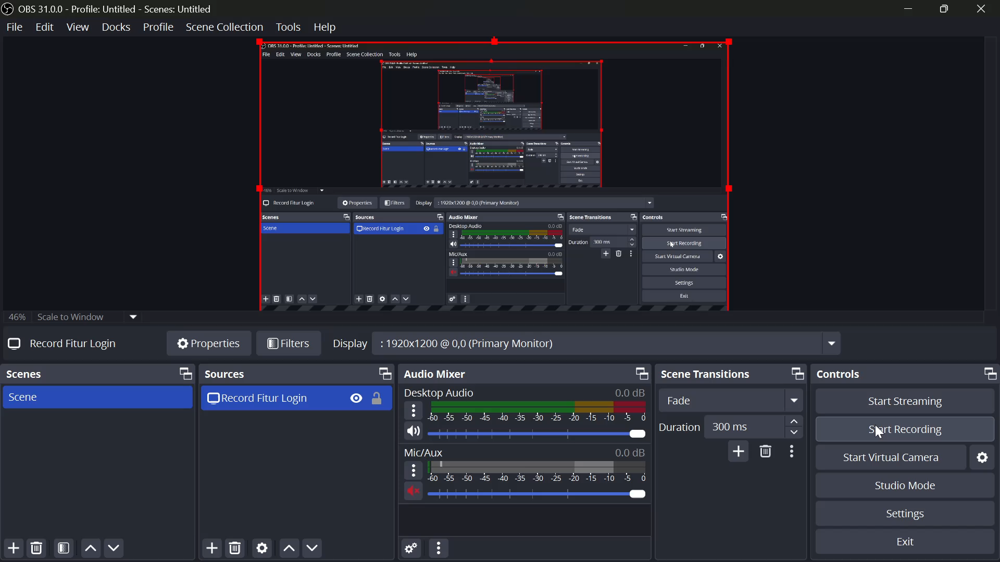 OBS 31.0.0 - Profile: Untitled - Scenes: Untitled
File Edit View Docks Profile Scene Collection Tools Help
OBS 31.0.0 - Profile: Untitled - Scenes: Untitled
File Edit View Docks Profile Scene Collection Tools Help
46% Scale to Window
Record Fitur Login Properties Filters Display : 1920x1200 @ 0,0 (Primary Monitor)
Scenes Sources Audio Mixer Scene Transitions Controls
Scene Record Fitur Login Desktop Audio 0.0 dB Fade Start Streaming
-60 -55 -50 -45 -40 -35 -30 -25 -20 -15 -10 -5 0
Duration 300 ms Start Recording
Mic/Aux 0.0 dB Start Virtual Camera
-60 -55 -50 -45 -40 -35 -30 -25 -20 -15 -10 -5 0
Studio Mode
Settings
Exit
46% Scale to Window
Record Fitur Login Properties Filters Display : 1920x1200 @ 0,0 (Primary Monitor)
Scenes Sources Audio Mixer Scene Transitions Controls
Scene Record Fitur Login Desktop Audio 0.0 dB Fade Start Streaming
-60 -55 -50 -45 -40 -35 -30 -25 -20 -15 -10 -5 0
Duration 300 ms Start Recording
Mic/Aux 0.0 dB Start Virtual Camera
-60 -55 -50 -45 -40 -35 -30 -25 -20 -15 -10 -5 0
Studio Mode
Settings
Exit